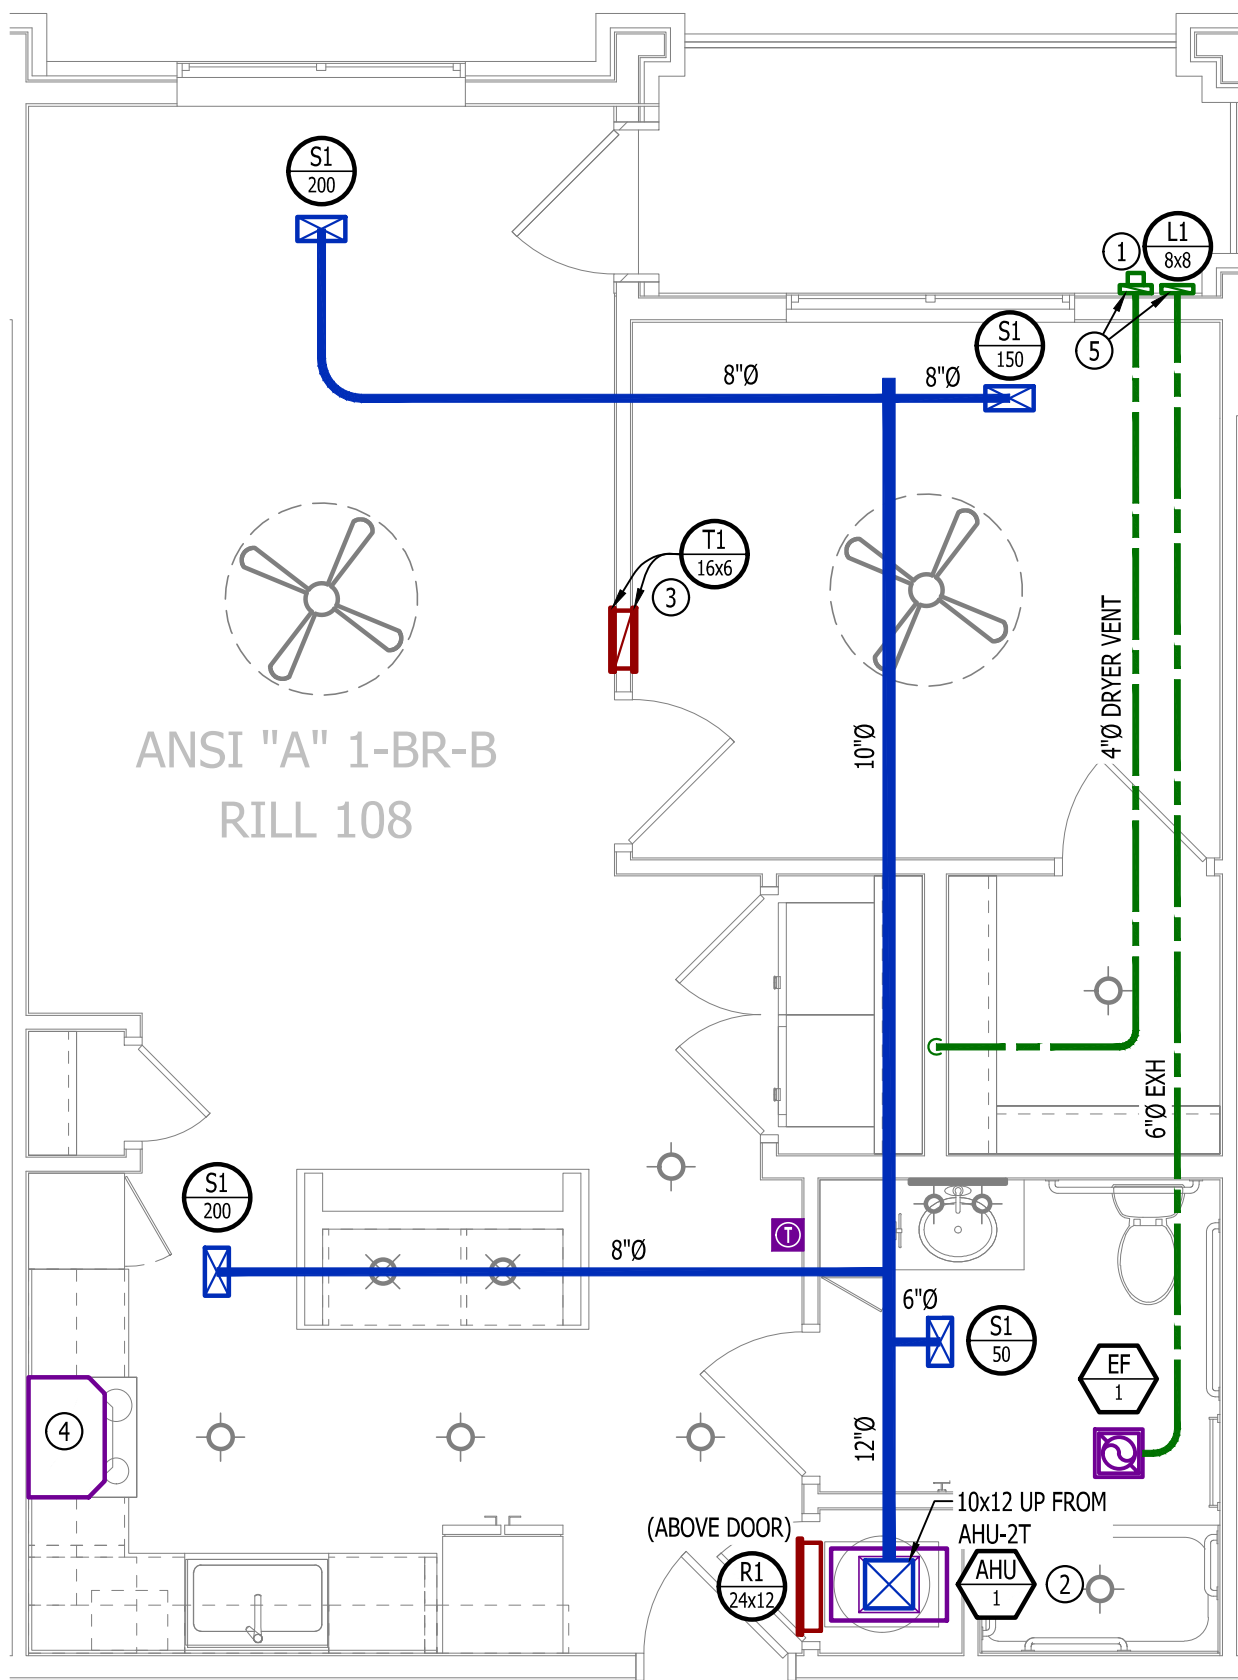 S1
200
1
L1
8x8
S1
150
5
8"Ø
8"Ø
T1
16x6
3
4"Ø DRYER VENT
10"Ø
ANSI "A" 1-BR-B
RILL 108
6"Ø EXH
S1
200
T
8"Ø
6"Ø
S1
50
EF
1
4
12"Ø
10x12 UP FROM
AHU-2T
(ABOVE DOOR)
R1
24x12
AHU
1
2